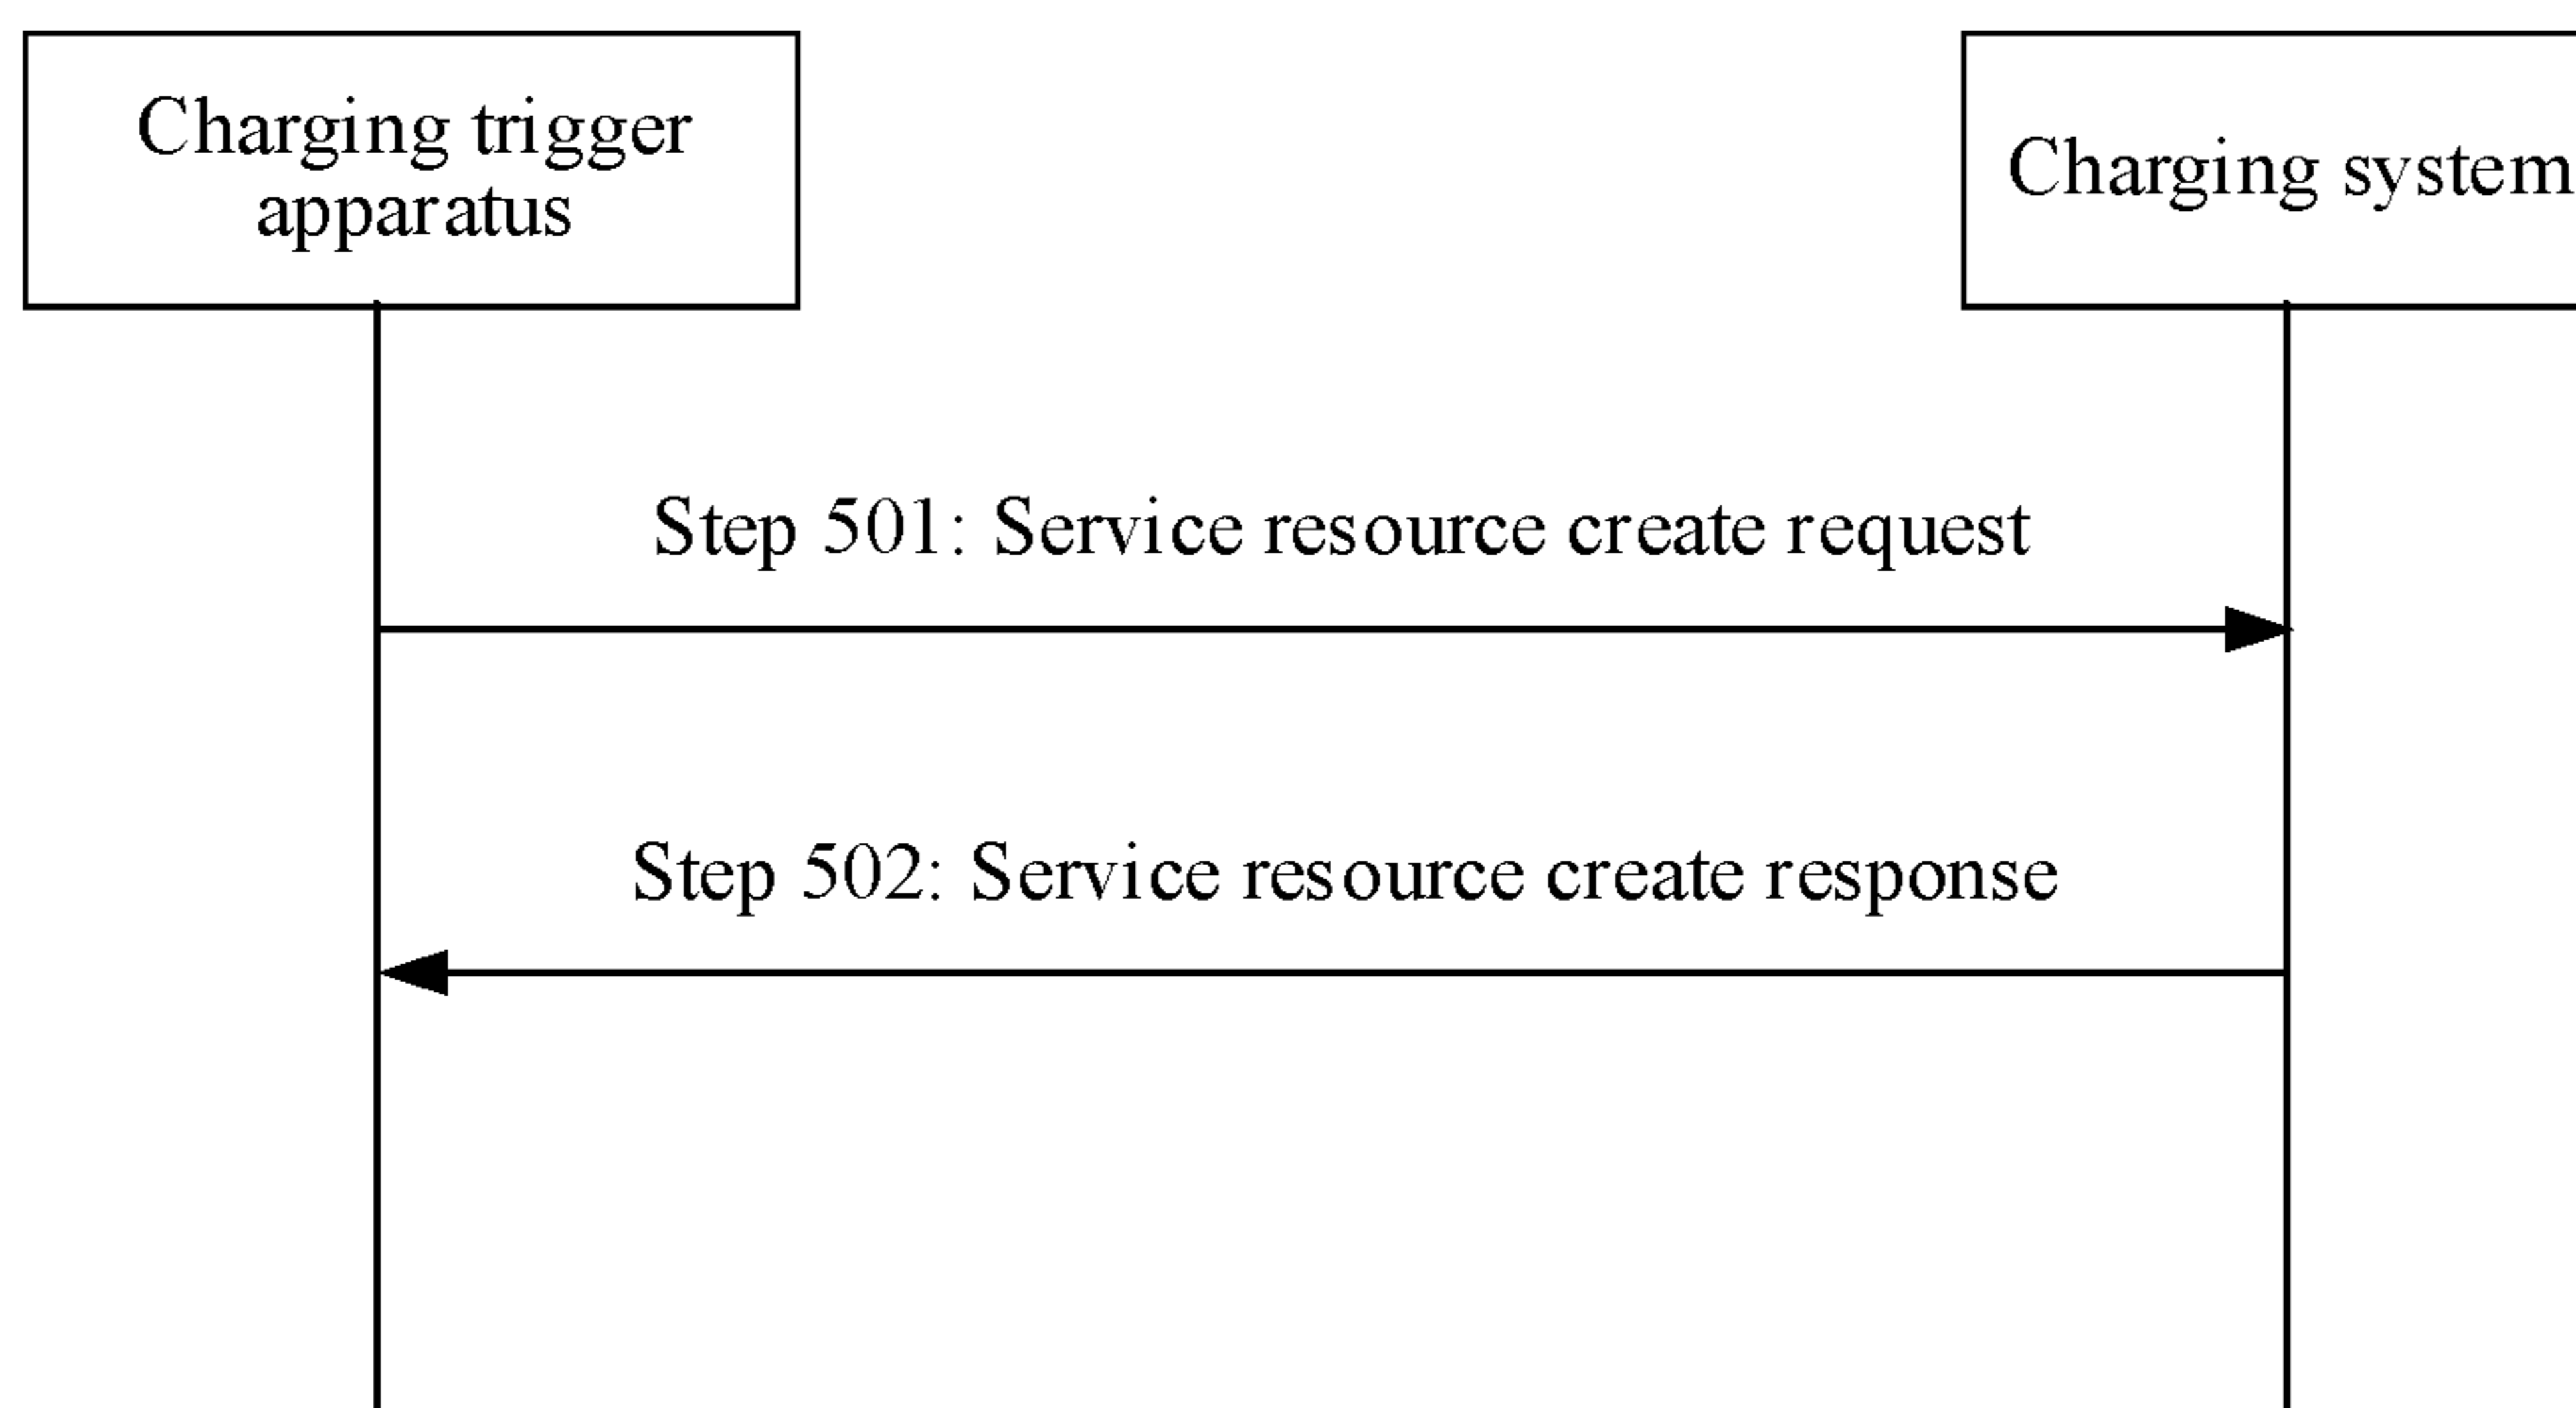 Charging trigger
apparatus
Charging system
Step 501: Service resource create request
Step 502: Service resource create response